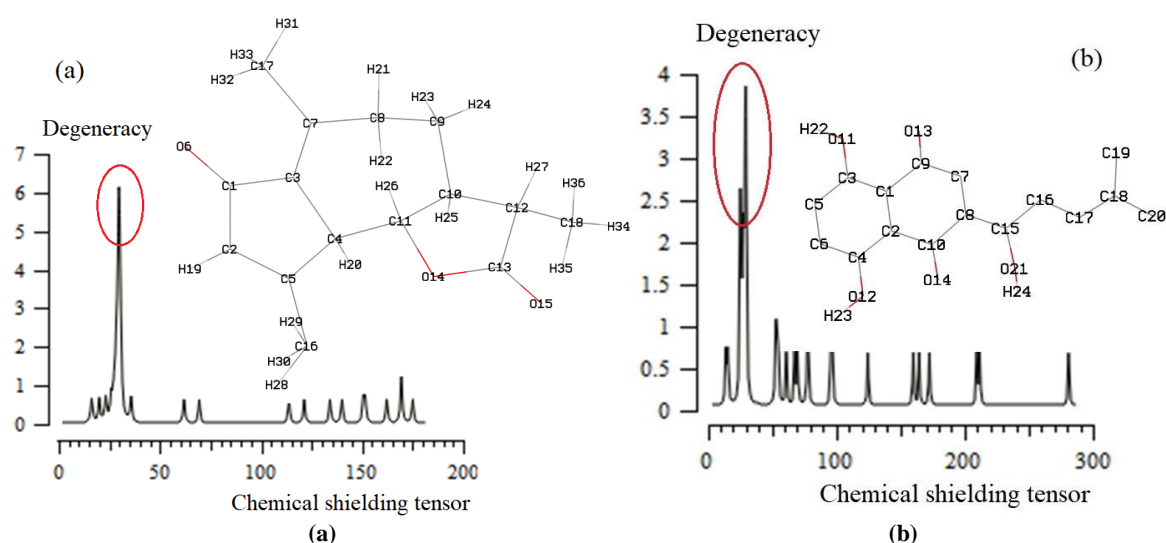 (a)
Degeneracy
7
6
5
4
3
2
1
0
0
50
100
150
200
Chemical shielding tensor
H31
H33
C17
H32
H21
H23
H24
C8
C9
C7
O6
H22
H27
C1
C3
H26
H36
C10
C12
C11
H25
C18
H34
C2
C4
H19
H20
C13
H35
C5
O14
O15
H29
C16
H30
H28
(a)
Degeneracy
(b)
4
3.5
3
2.5
2
1.5
1
0.5
0
0
100
200
300
Chemical shielding tensor
H22
O11
O13
C19
C9
C3
C7
C1
C16
C18
C5
C8
C17
C20
C2
C15
C6
C10
C4
O21
O14
O12
H24
H23
(b)